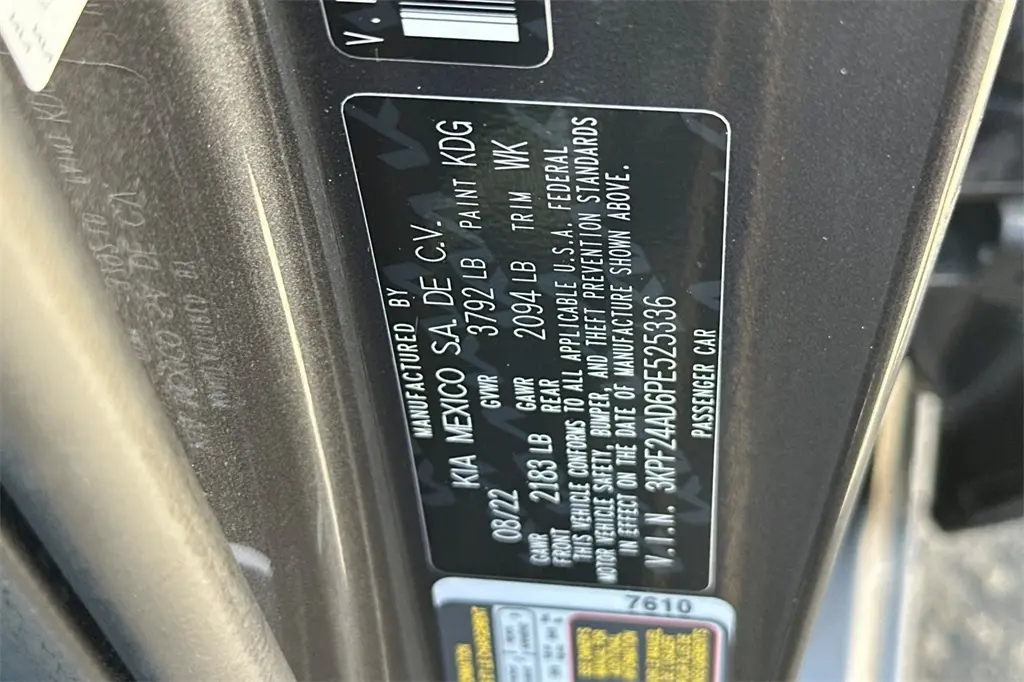 MANUFACTURED BY
KIA MEXICO S.A. DE C.V.
08/22 GVWR 3792 LB PAINT KDG
GAWR FRONT 2183 LB GAWR REAR 2094 LB TRIM WK
THIS VEHICLE CONFORMS TO ALL APPLICABLE U.S.A. FEDERAL
MOTOR VEHICLE SAFETY, BUMPER, AND THEFT PREVENTION STANDARDS
IN EFFECT ON THE DATE OF MANUFACTURE SHOWN ABOVE.
V.I.N. 3KPF24AD6PE525336
PASSENGER CAR
7610